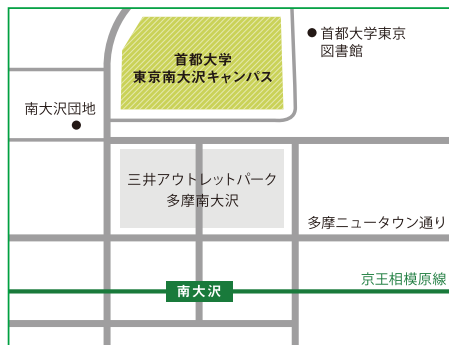 首都大学東京
図書館
首都大学
東京南大沢キャンパス
南大沢団地
三井アウトレットパーク
多摩南大沢
多摩ニュータウン通り
京王相模原線
南大沢